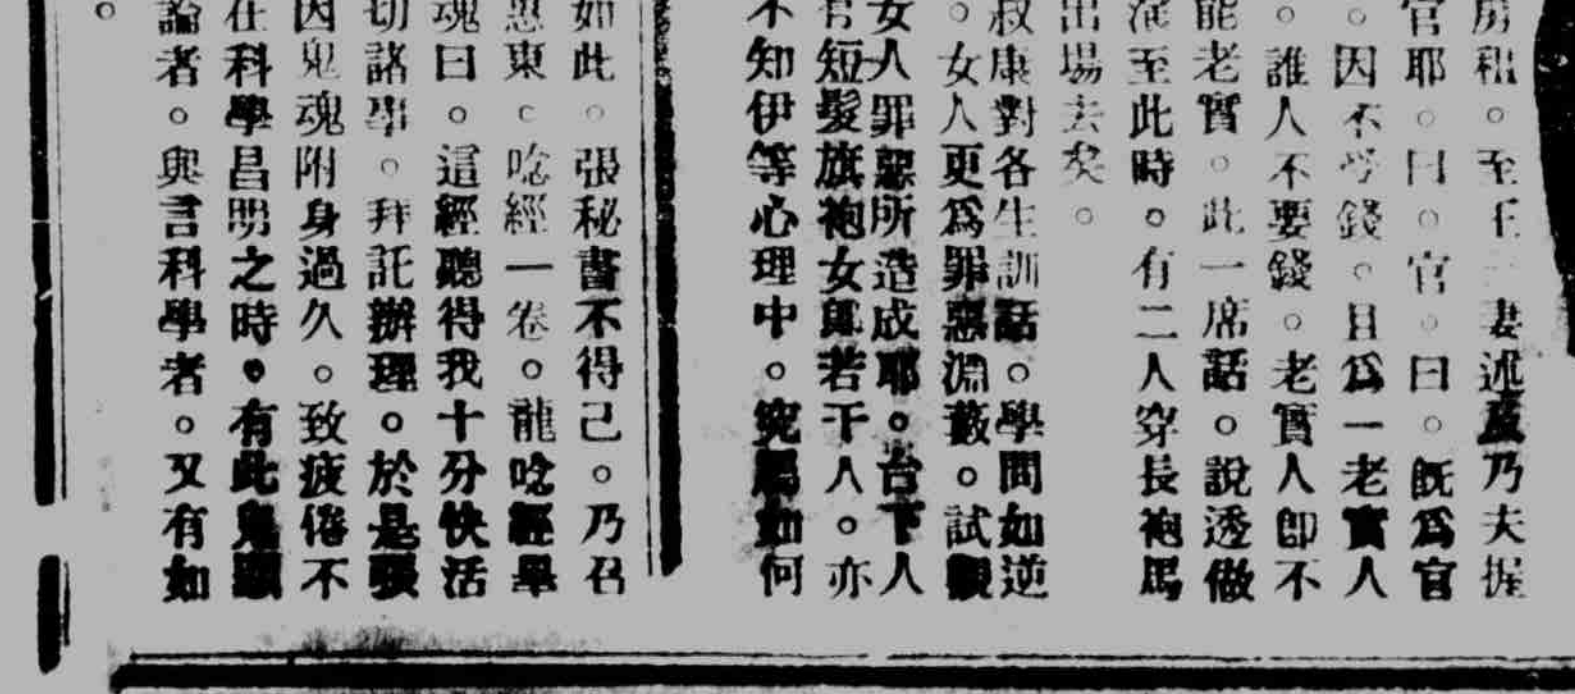 房租。至王二妻述及乃夫握
官耶。曰。官。曰。旣爲官
。因不爱錢。且爲一老實人
。誰人不要錢。老實人卽不
能老實。此一席話。說透做
演至此時。有二人穿長袍馬
出場去矣。
叔康對各生訓話。學問如逆
。女人更爲罪惡淵藪。試觀
女人罪惡所造成耶。台下人
有短髮旗袍女郞若干人。亦
不知伊等心理中。究屬如何
如此。張秘書不得已。乃召
惠東。唸經一卷。龍唸經畢
魂曰。這經聽得我十分快活
切諸事。拜託辦理。於是張
因鬼魂附身過久。致疲倦不
在科學昌明之時。有此鬼
論者。與言科學者。又有如
。